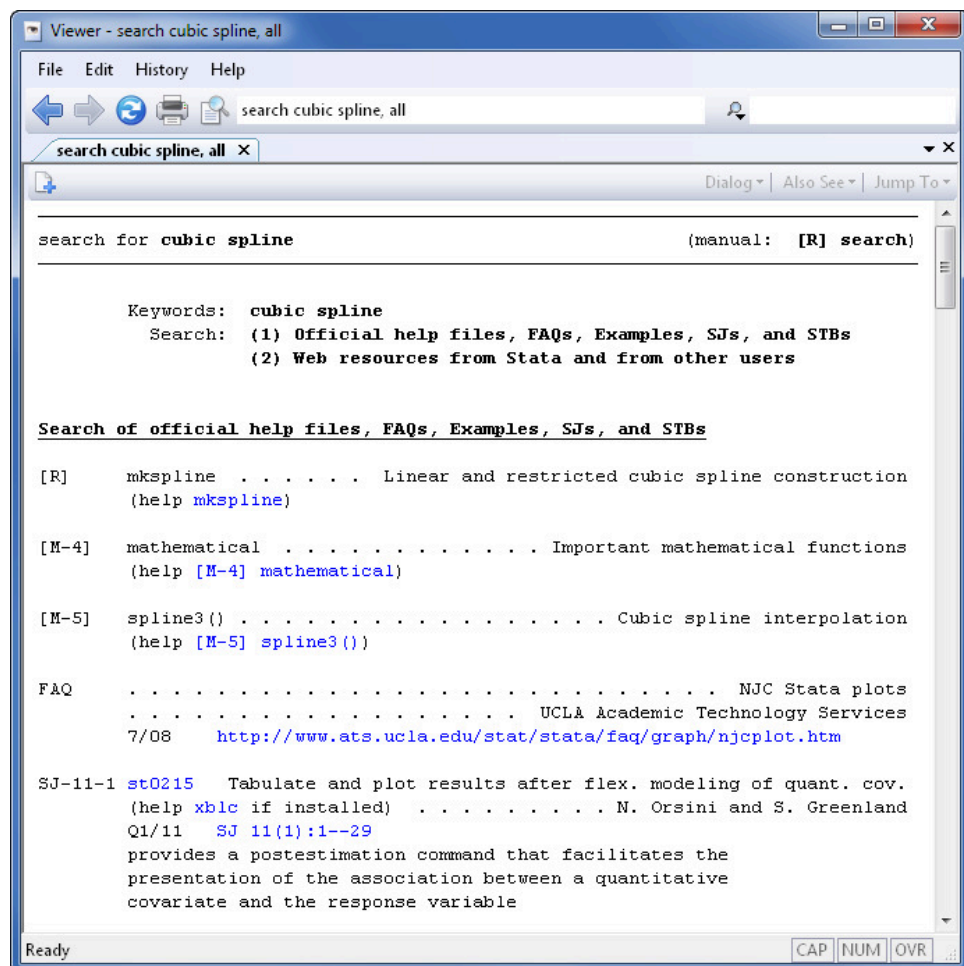 Viewer - search cubic spline, all
File Edit History Help
search cubic spline, all
search cubic spline, all X
Dialog Also See Jump To
search for cubic spline (manual: [R] search)
Keywords: cubic spline
Search: (1) Official help files, FAQs, Examples, SJs, and STBs
(2) Web resources from Stata and from other users
Search of official help files, FAQs, Examples, SJs, and STBs
[R] mkspline . . . . . . Linear and restricted cubic spline construction
(help mkspline)
[M-4] mathematical . . . . . . . . . . . . Important mathematical functions
(help [M-4] mathematical)
[M-5] spline3() . . . . . . . . . . . . . . . . . Cubic spline interpolation
(help [M-5] spline3())
FAQ . . . . . . . . . . . . . . . . . . . . . . . . . . . . NJC Stata plots
. . . . . . . . . . . . . . . . . . . UCLA Academic Technology Services
7/08 http://www.ats.ucla.edu/stat/stata/faq/graph/njcplot.htm
SJ-11-1 st0215 Tabulate and plot results after flex. modeling of quant. cov.
(help xblc if installed) . . . . . . . . . N. Orsini and S. Greenland
Q1/11 SJ 11(1):1--29
provides a postestimation command that facilitates the
presentation of the association between a quantitative
covariate and the response variable
Ready CAP NUM OVR